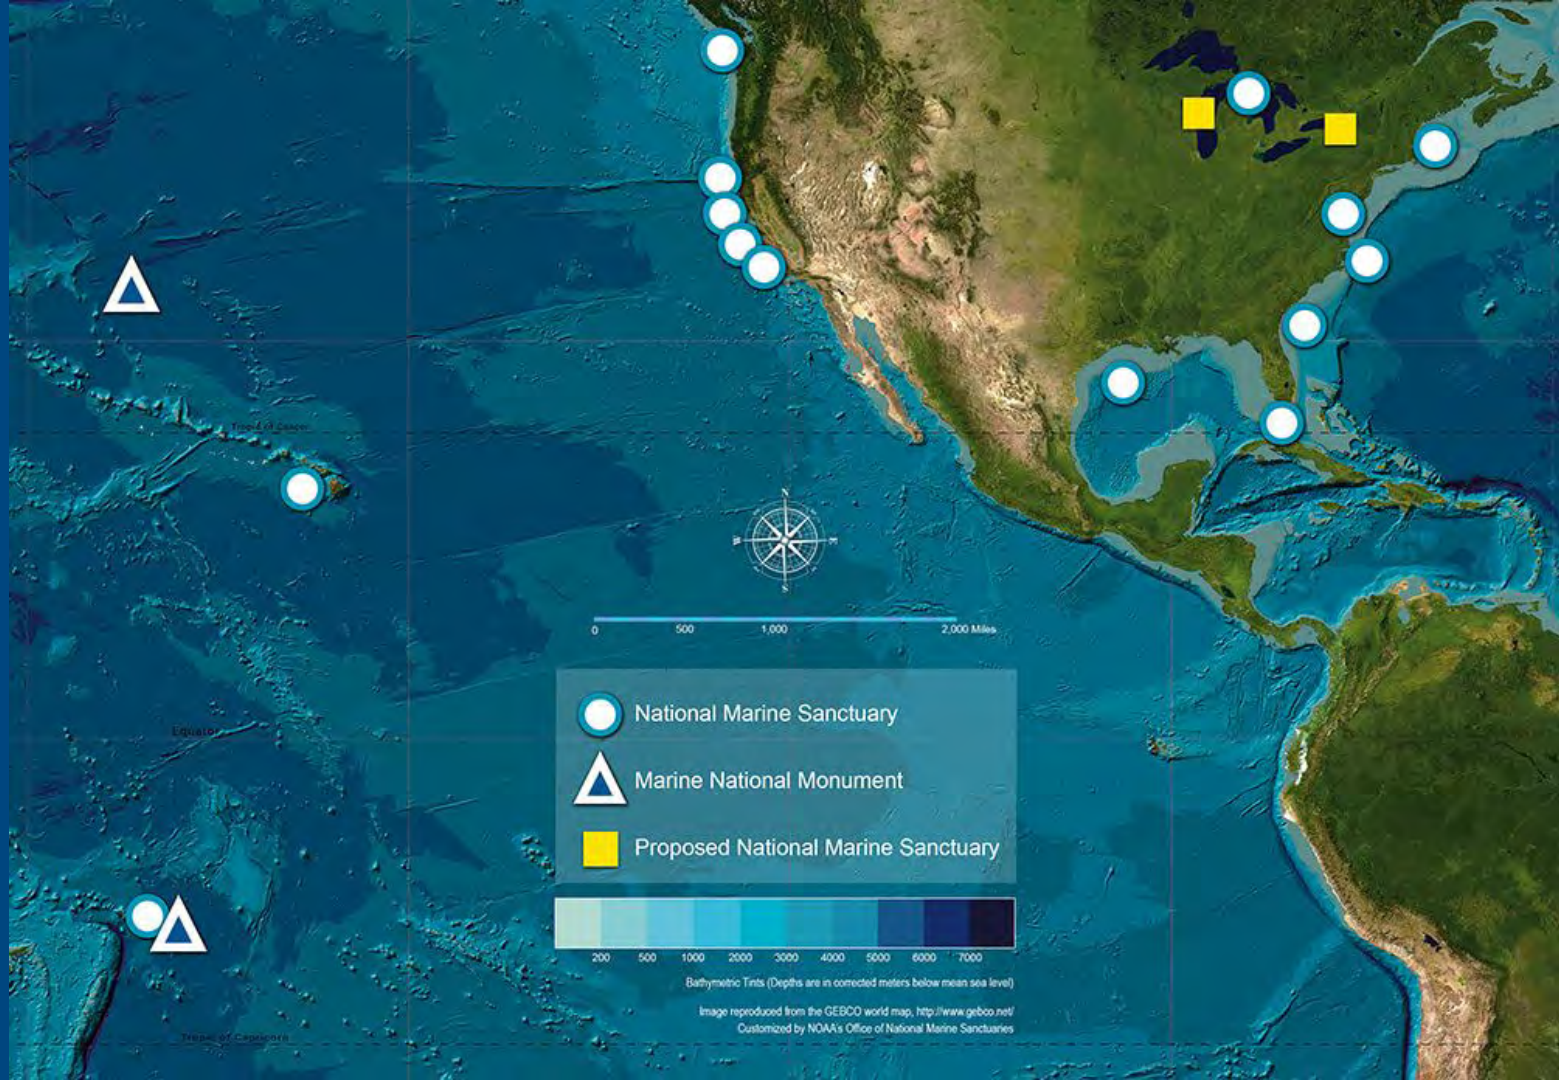 Tropic of Cancer
N
W
E
S
0 500 1,000 2,000 Miles
National Marine Sanctuary
Equator
Marine National Monument
Proposed National Marine Sanctuary
200 500 1000 2000 3000 4000 5000 6000 7000
Bathymetric Tints (Depths are in corrected meters below mean sea level)
Image reproduced from the GEBCO world map, http://www.gebco.net/
Customized by NOAA's Office of National Marine Sanctuaries
Tropic of Capricorn